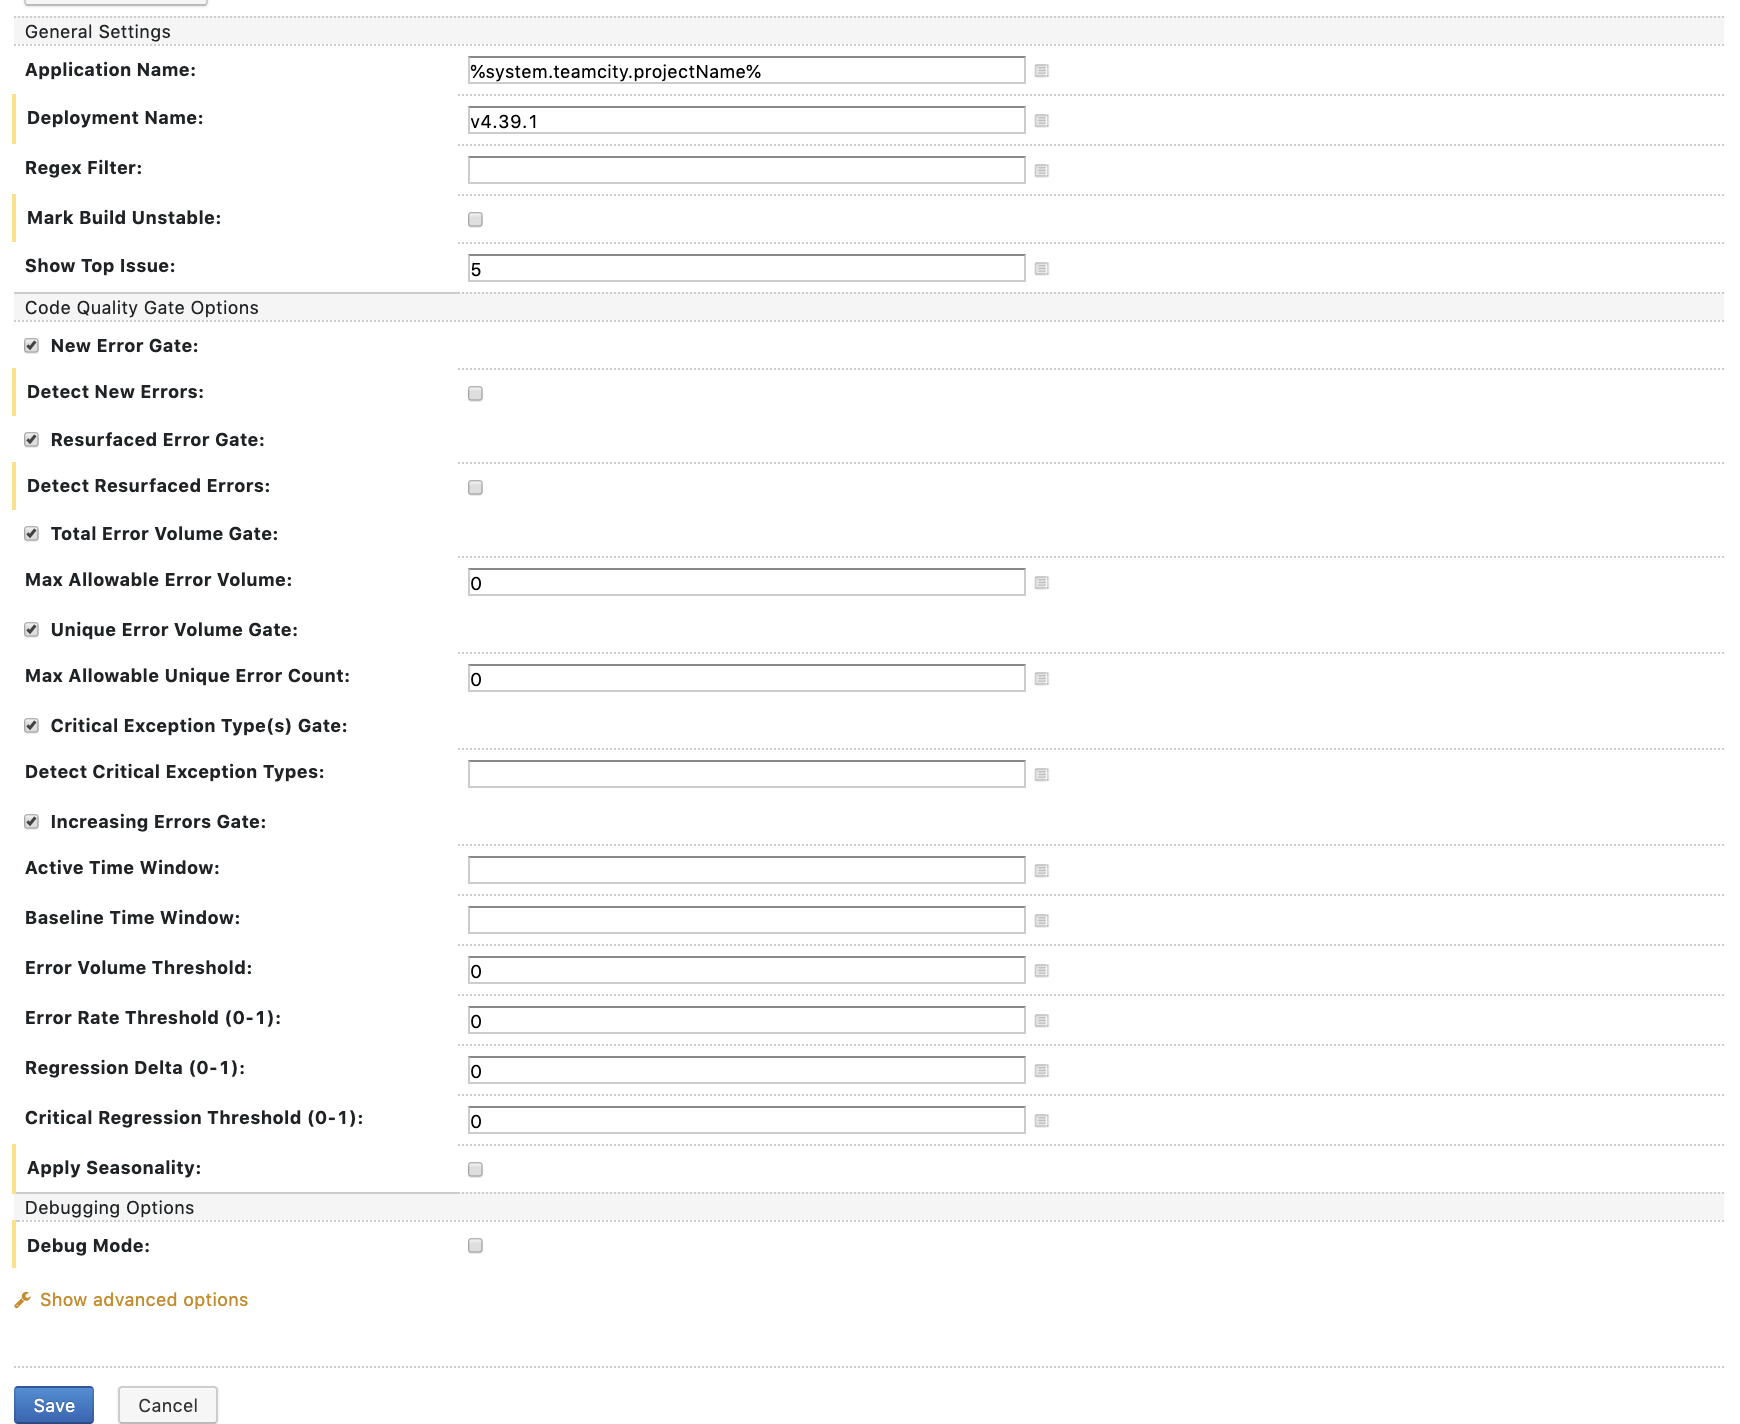 General Settings
Application Name: %system.teamcity.projectName%
Deployment Name: v4.39.1
Regex Filter:
Mark Build Unstable:
Show Top Issue: 5
Code Quality Gate Options
New Error Gate:
Detect New Errors:
Resurfaced Error Gate:
Detect Resurfaced Errors:
Total Error Volume Gate:
Max Allowable Error Volume: 0
Unique Error Volume Gate:
Max Allowable Unique Error Count: 0
Critical Exception Type(s) Gate:
Detect Critical Exception Types:
Increasing Errors Gate:
Active Time Window:
Baseline Time Window:
Error Volume Threshold: 0
Error Rate Threshold (0-1): 0
Regression Delta (0-1): 0
Critical Regression Threshold (0-1): 0
Apply Seasonality:
Debugging Options
Debug Mode:
Show advanced options
Save Cancel